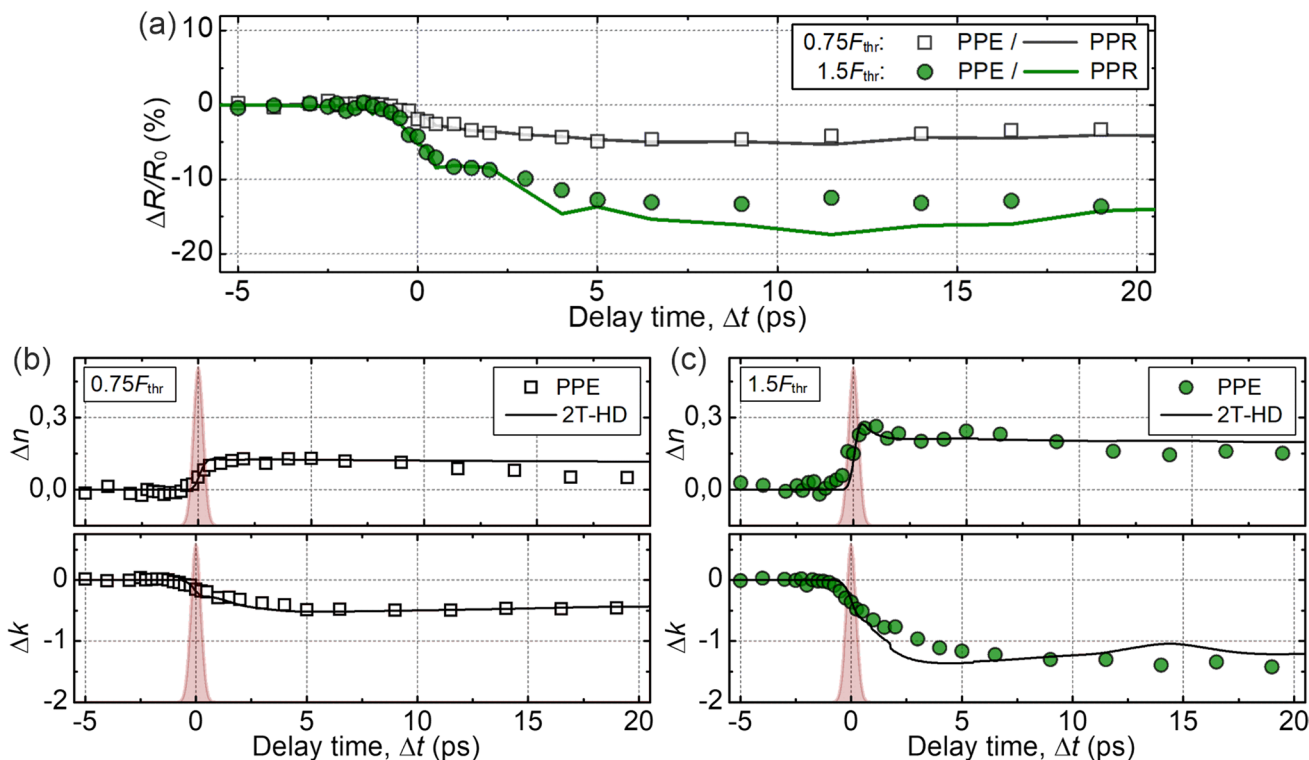 (a)
10
0
-10
-20
ΔR/R0 (%)
0.75Fthr: PPE / PPR
1.5Fthr: PPE / PPR
-5 0 5 10 15 20
Delay time, Δt (ps)
(b)
0.75Fthr
PPE
2T-HD
Δn
0,3
0,0
Δk
0
-1
-2
-5 0 5 10 15 20
Delay time, Δt (ps)
(c)
1.5Fthr
PPE
2T-HD
Δn
0,3
0,0
Δk
0
-1
-2
-5 0 5 10 15 20
Delay time, Δt (ps)